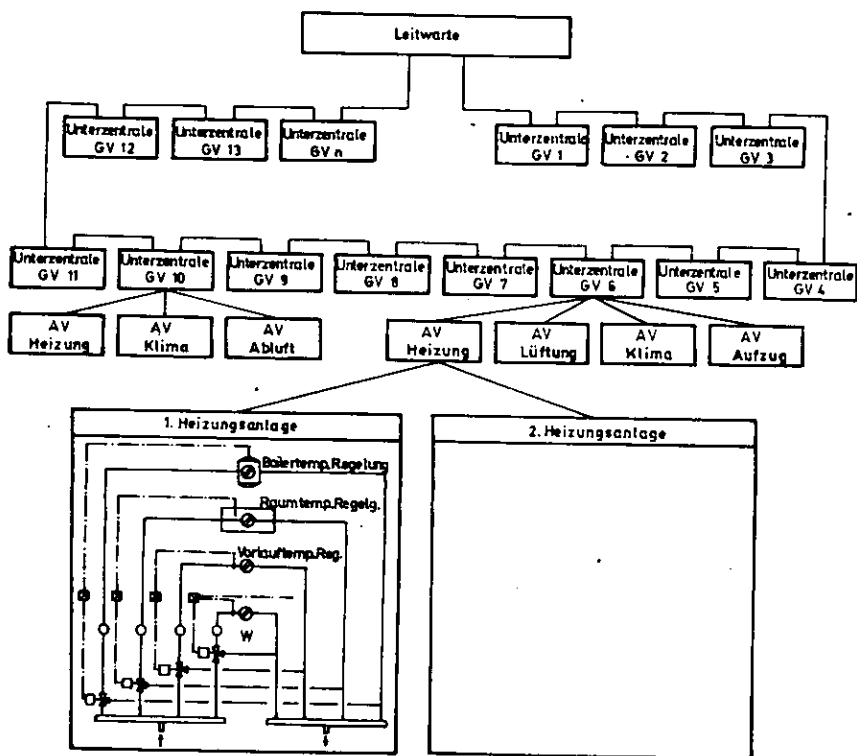 Leitwarte
Unterzentrale
GV 12
Unterzentrale
GV 13
Unterzentrale
GV n
Unterzentrale
GV 1
Unterzentrale
GV 2
Unterzentrale
GV 3
Unterzentrale
GV 11
Unterzentrale
GV 10
Unterzentrale
GV 9
Unterzentrale
GV 8
Unterzentrale
GV 7
Unterzentrale
GV 6
Unterzentrale
GV 5
Unterzentrale
GV 4
AV
Heizung
AV
Klima
AV
Abluft
AV
Heizung
AV
Lüftung
AV
Klima
AV
Aufzug
1. Heizungsanlage
2. Heizungsanlage
Boilertemp.Regelung
Raumtemp.Regelg.
Vorlauftemp.Reg.
W